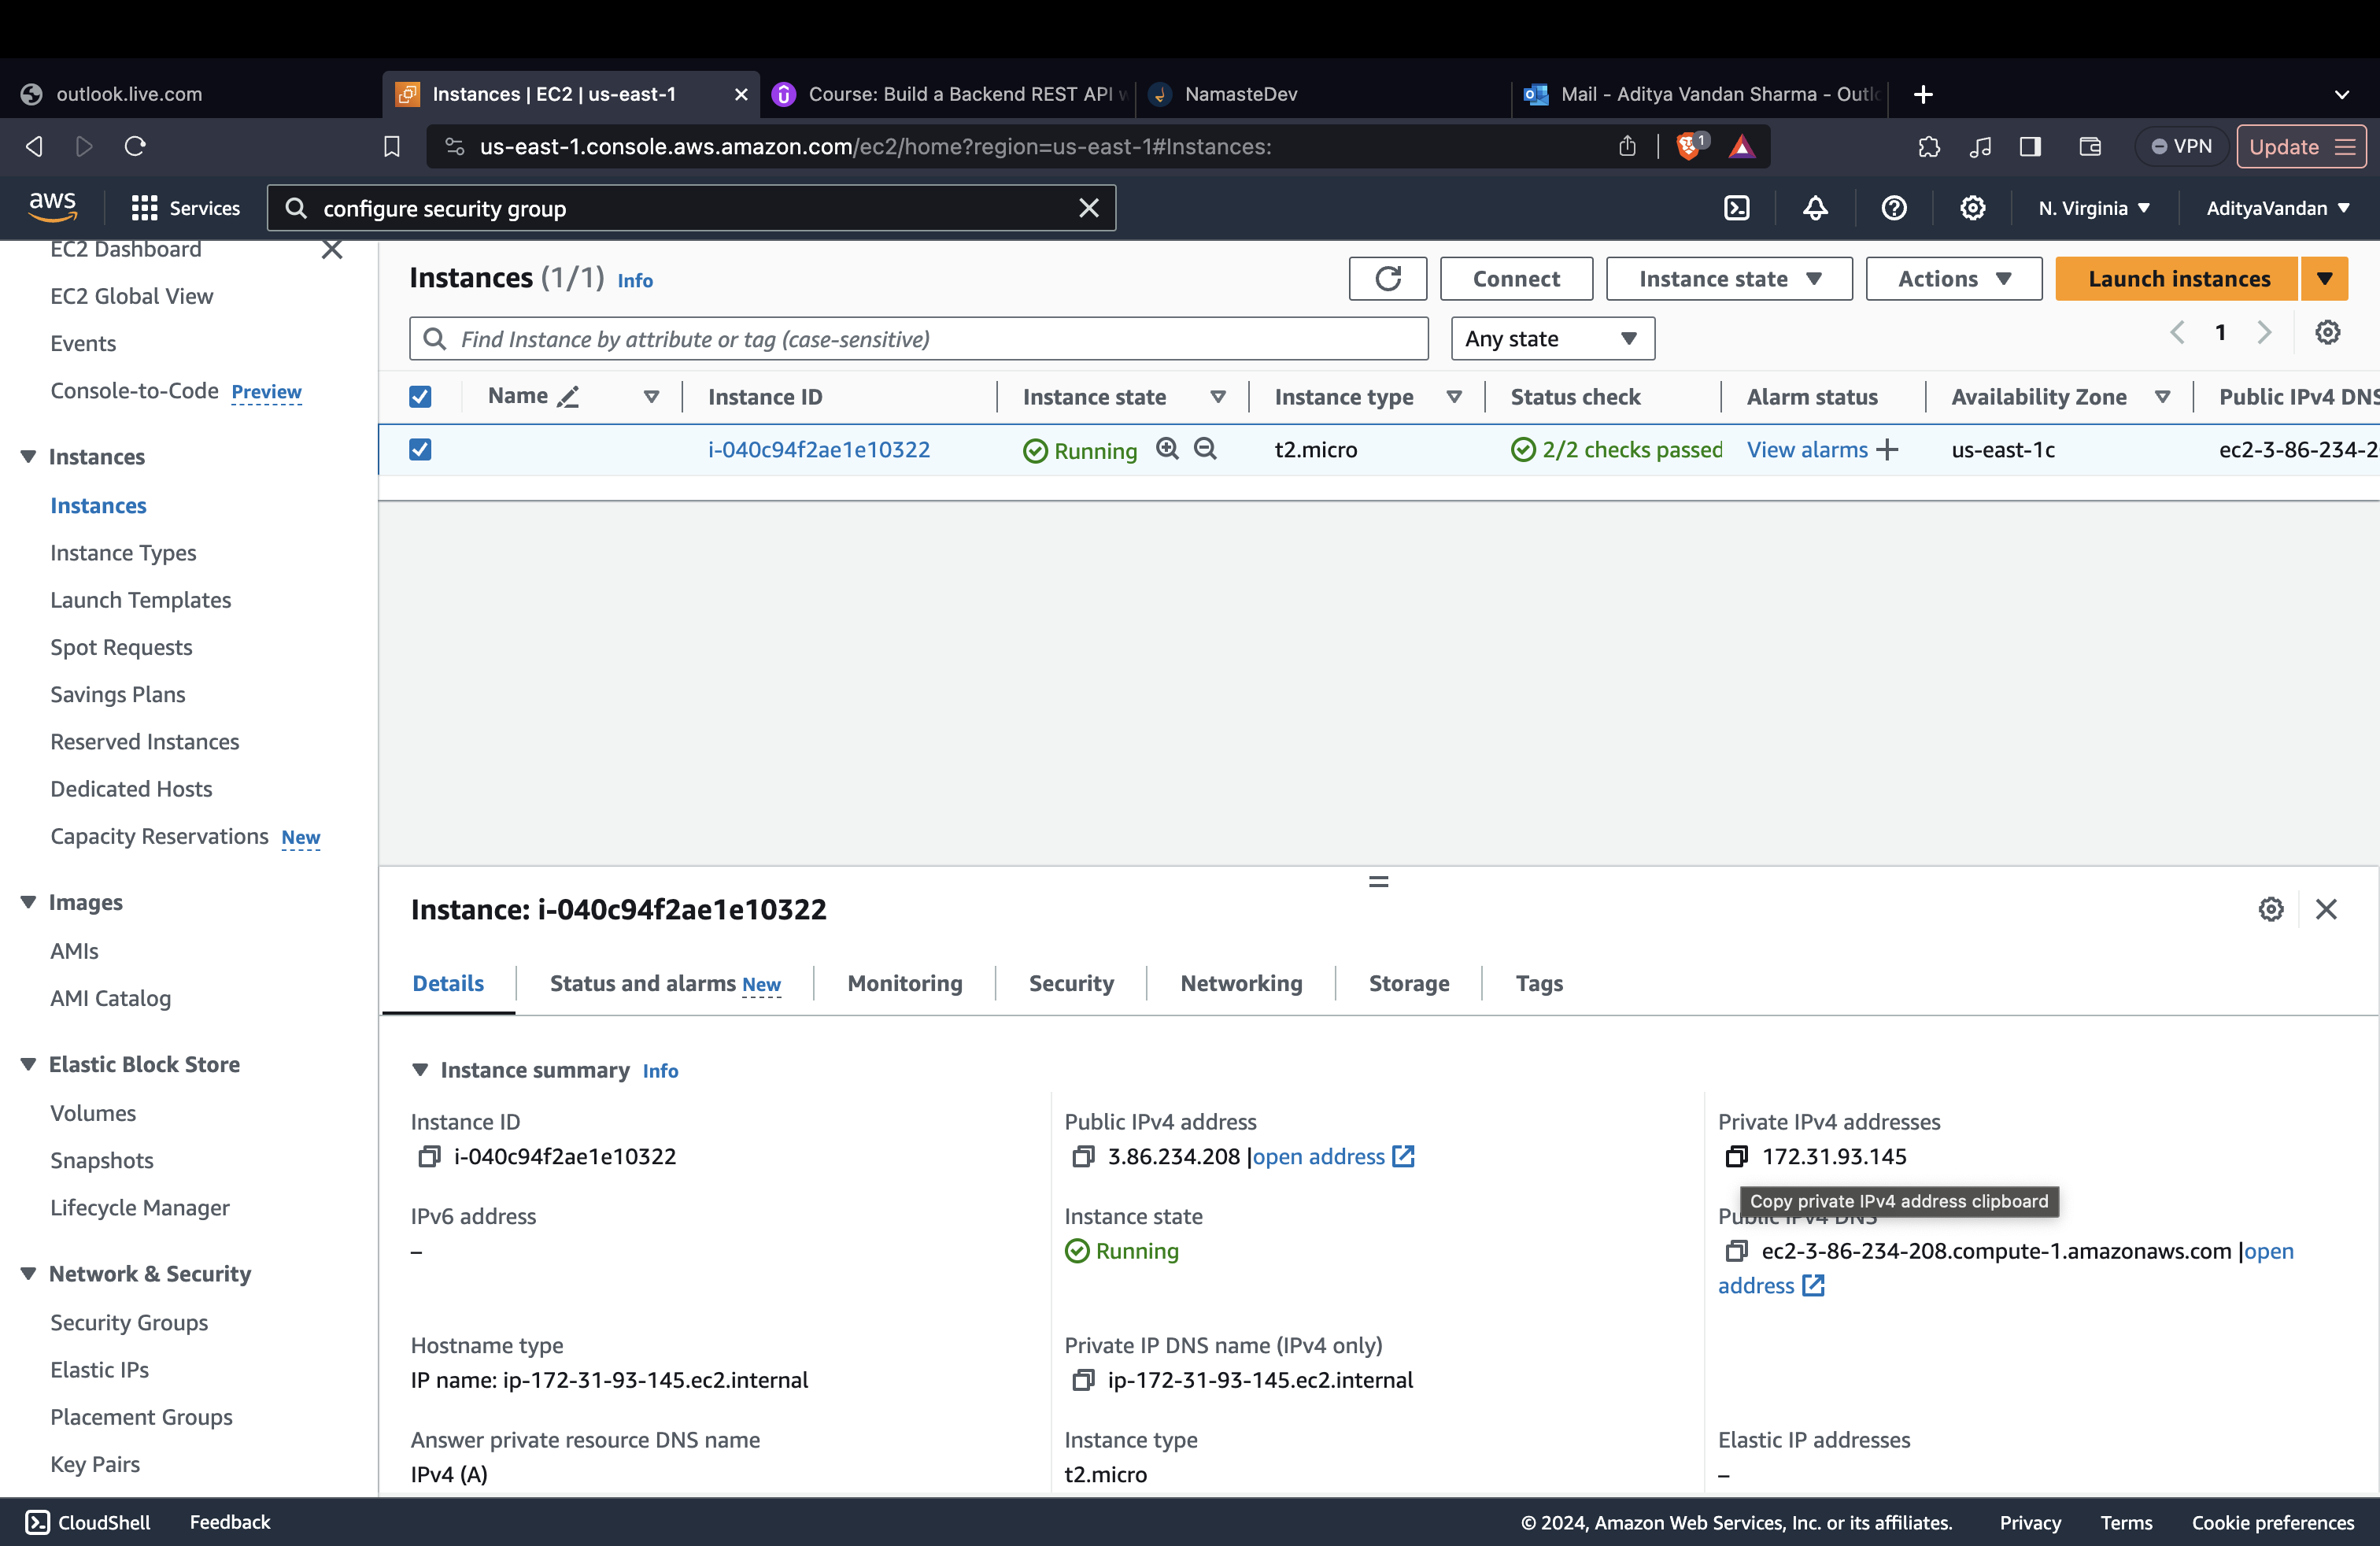 outlook.live.com
Instances | EC2 | us-east-1
Course: Build a Backend REST API
NamasteDev
Mail - Aditya Vandan Sharma - Outl
us-east-1.console.aws.amazon.com/ec2/home?region=us-east-1#Instances:
1
VPN
Update
aws
Services
configure security group
N. Virginia
AdityaVandan
EC2 Dashboard
EC2 Global View
Events
Console-to-Code Preview
Instances
Instances
Instance Types
Launch Templates
Spot Requests
Savings Plans
Reserved Instances
Dedicated Hosts
Capacity Reservations New
Images
AMIs
AMI Catalog
Elastic Block Store
Volumes
Snapshots
Lifecycle Manager
Network & Security
Security Groups
Elastic IPs
Placement Groups
Key Pairs
Instances (1/1) Info
Connect
Instance state
Actions
Launch instances
Find Instance by attribute or tag (case-sensitive)
Any state
1
Name
Instance ID
Instance state
Instance type
Status check
Alarm status
Availability Zone
Public IPv4 DNS
i-040c94f2ae1e10322
Running
t2.micro
2/2 checks passed
View alarms
us-east-1c
ec2-3-86-234-2
Instance: i-040c94f2ae1e10322
Details
Status and alarms New
Monitoring
Security
Networking
Storage
Tags
Instance summary Info
Instance ID
i-040c94f2ae1e10322
Public IPv4 address
3.86.234.208 |open address
Private IPv4 addresses
172.31.93.145
Copy private IPv4 address clipboard
IPv6 address
–
Instance state
Running
Public IPv4 DNS
ec2-3-86-234-208.compute-1.amazonaws.com |open
address
Hostname type
IP name: ip-172-31-93-145.ec2.internal
Private IP DNS name (IPv4 only)
ip-172-31-93-145.ec2.internal
Answer private resource DNS name
IPv4 (A)
Instance type
t2.micro
Elastic IP addresses
–
CloudShell
Feedback
© 2024, Amazon Web Services, Inc. or its affiliates.
Privacy
Terms
Cookie preferences